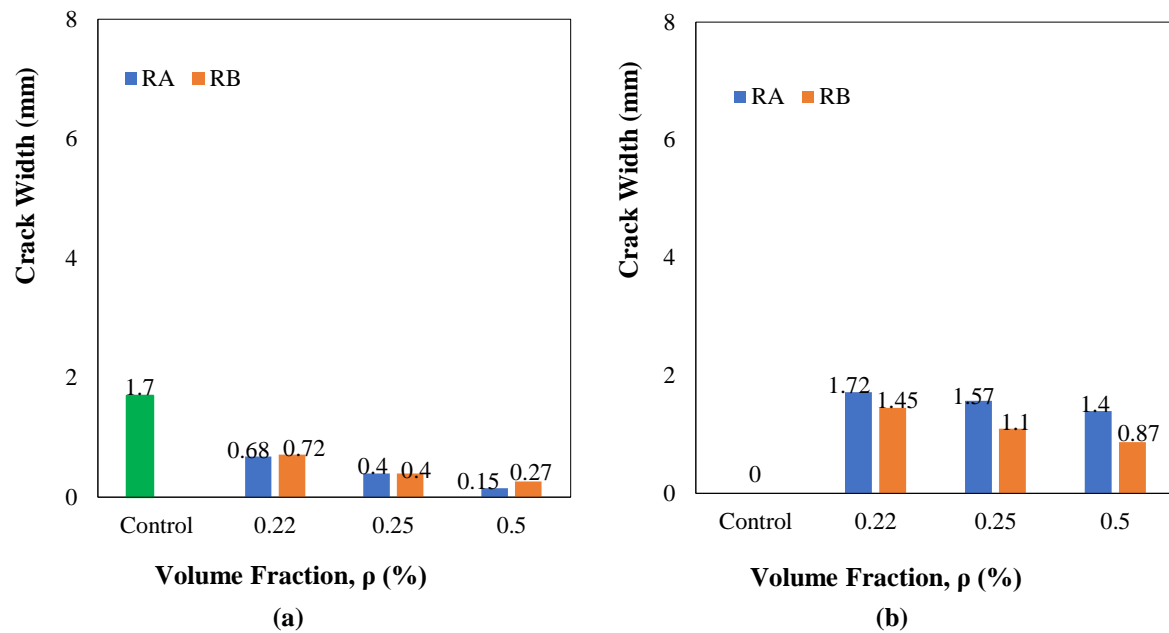 8
6
4
2
0
Crack Width (mm)
RA RB
1.7
0.68 0.72
0.4 0.4
0.15 0.27
Control 0.22 0.25 0.5
Volume Fraction, ρ (%)
(a)
8
6
4
2
0
Crack Width (mm)
RA RB
0
1.72 1.45
1.57 1.1
1.4 0.87
Control 0.22 0.25 0.5
Volume Fraction, ρ (%)
(b)